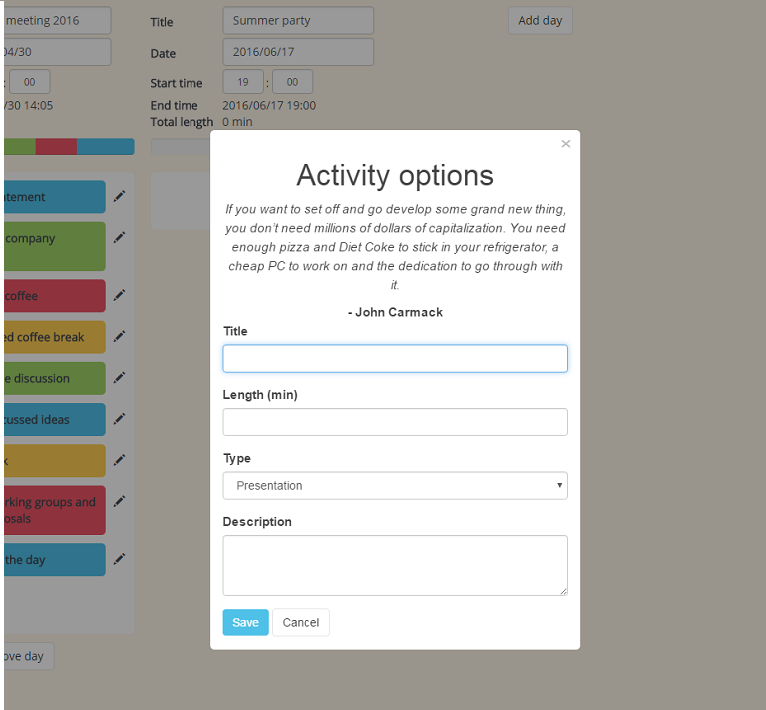 meeting 2016
04/30
: 00
/30 14:05
Title Summer party
Date 2016/06/17
Start time 19 : 00
End time 2016/06/17 19:00
Total length 0 min
Add day
tement
company
coffee
ed coffee break
e discussion
cussed ideas
k
rking groups and
osals
the day
ove day
×
Activity options
If you want to set off and go develop some grand new thing,
you don't need millions of dollars of capitalization. You need
enough pizza and Diet Coke to stick in your refrigerator, a
cheap PC to work on and the dedication to go through with
it.
- John Carmack
Title
Length (min)
Type
Presentation
Description
Save Cancel